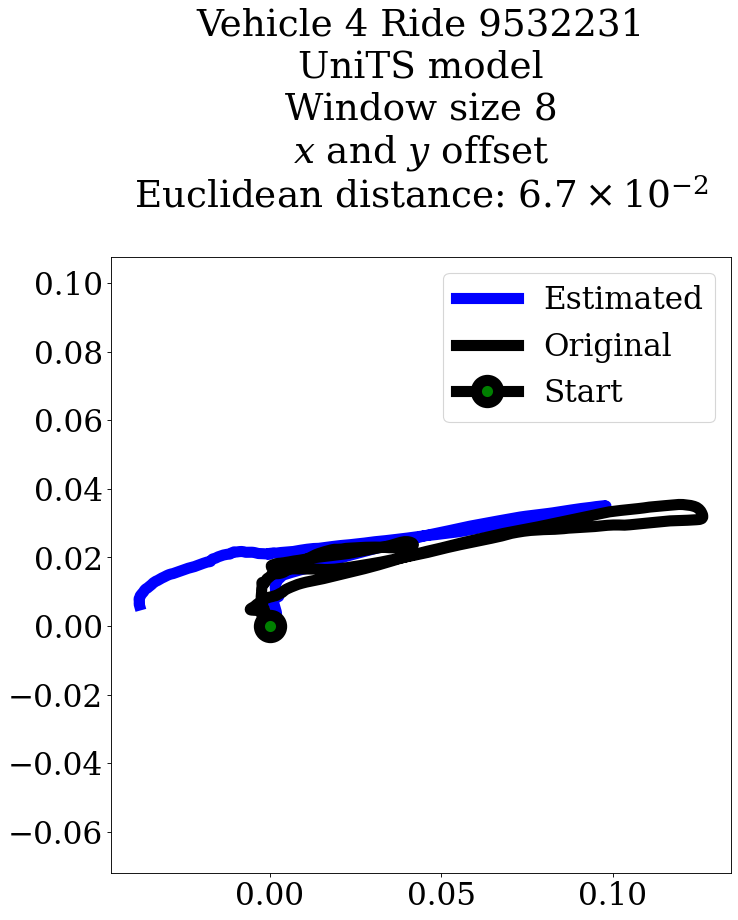 Vehicle 4 Ride 9532231
UniTS model
Window size 8
x and y offset
Euclidean distance: 6.7 × 10⁻²
Estimated
Original
Start
0.10
0.08
0.06
0.04
0.02
0.00
−0.02
−0.04
−0.06
0.00 0.05 0.10